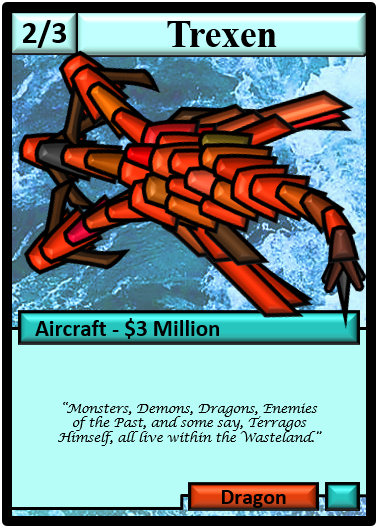 2/3
Trexen
Aircraft - $3 Million
“Monsters, Demons, Dragons, Enemies
of the Past, and some say, Terragos
Himself, all live within the Wasteland.”
Dragon